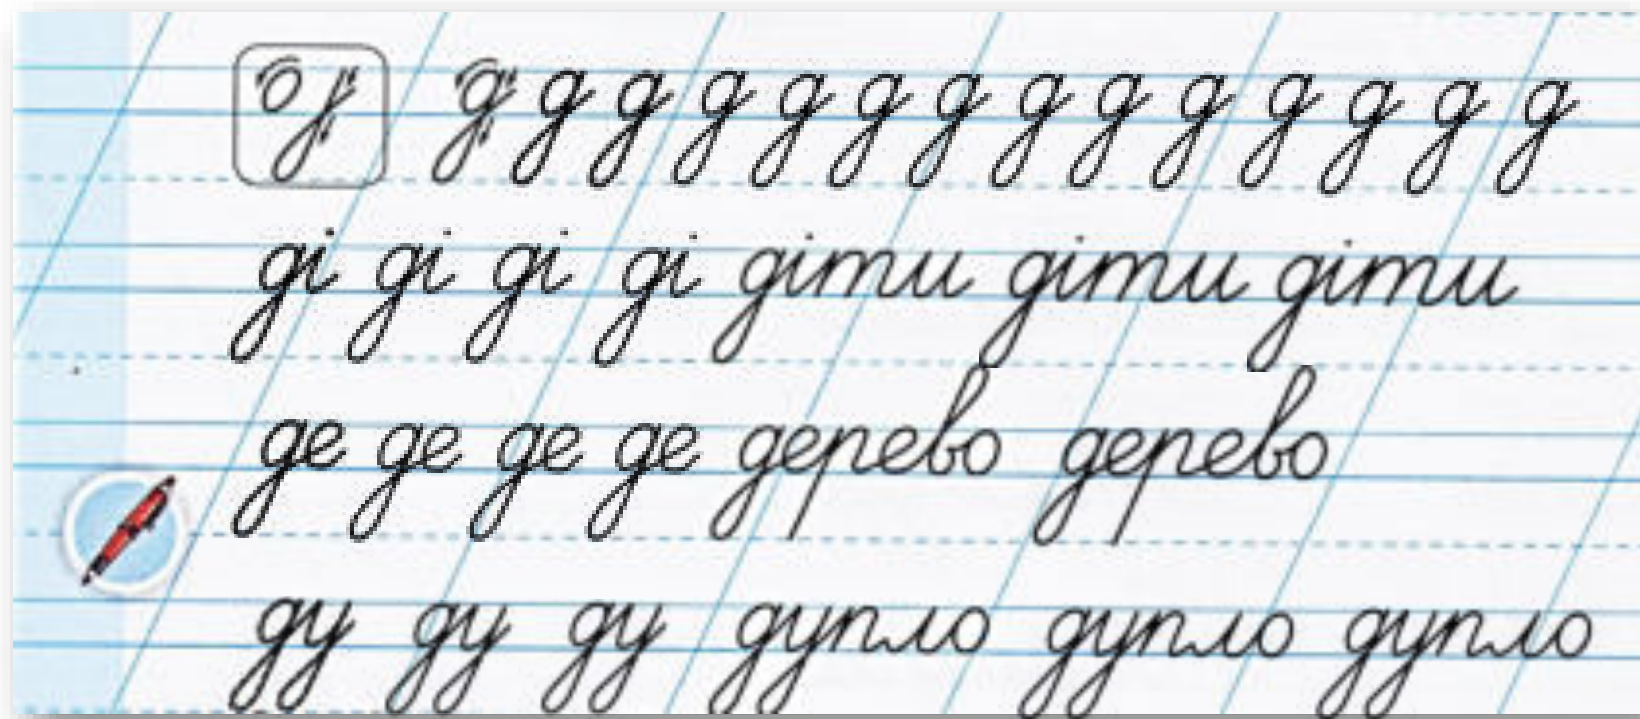 д д д д д д д д д д д д д д
ді ді ді ді діти діти діти
де де де де дерево дерево
ду ду ду дупло дупло дупло